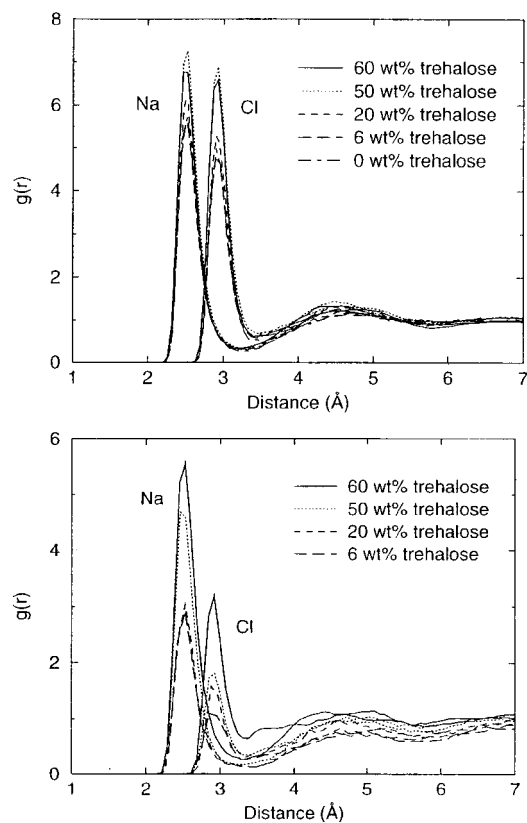 8
60 wt% trehalose
50 wt% trehalose
Na
Cl
20 wt% trehalose
6
6 wt% trehalose
0 wt% trehalose
g(r)
4
2
0
1 2 3 4 5 6 7
Distance (Å)
6
60 wt% trehalose
Na
50 wt% trehalose
20 wt% trehalose
4
6 wt% trehalose
g(r)
Cl
2
0
1 2 3 4 5 6 7
Distance (Å)